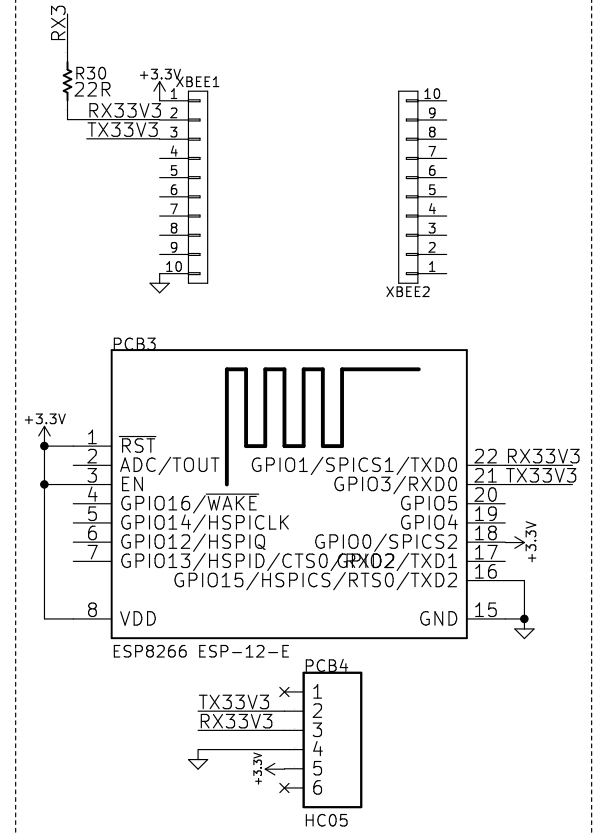 RX3
R30
22R
+3.3V
XBEE1
1
RX33V3 2
TX33V3 3
4
5
6
7
8
9
10
10
9
8
7
6
5
4
3
2
1
XBEE2
PCB3
+3.3V
1 RST
2 ADC/TOUT
3 EN
4 GPIO16/WAKE
5 GPIO14/HSPICLK
6 GPIO12/HSPIQ
7 GPIO13/HSPID/CTS0/RXD2
8 VDD
GPIO1/SPICS1/TXD0 22 RX33V3
GPIO3/RXD0 21 TX33V3
GPIO5 20
GPIO4 19
GPIO0/SPICS2 18
+3.3V
GPIO2/TXD1 17
GPIO15/HSPICS/RTS0/TXD2 16
GND 15
ESP8266 ESP-12-E
PCB4
1
TX33V3 2
RX33V3 3
4
+3.3V 5
6
HC05